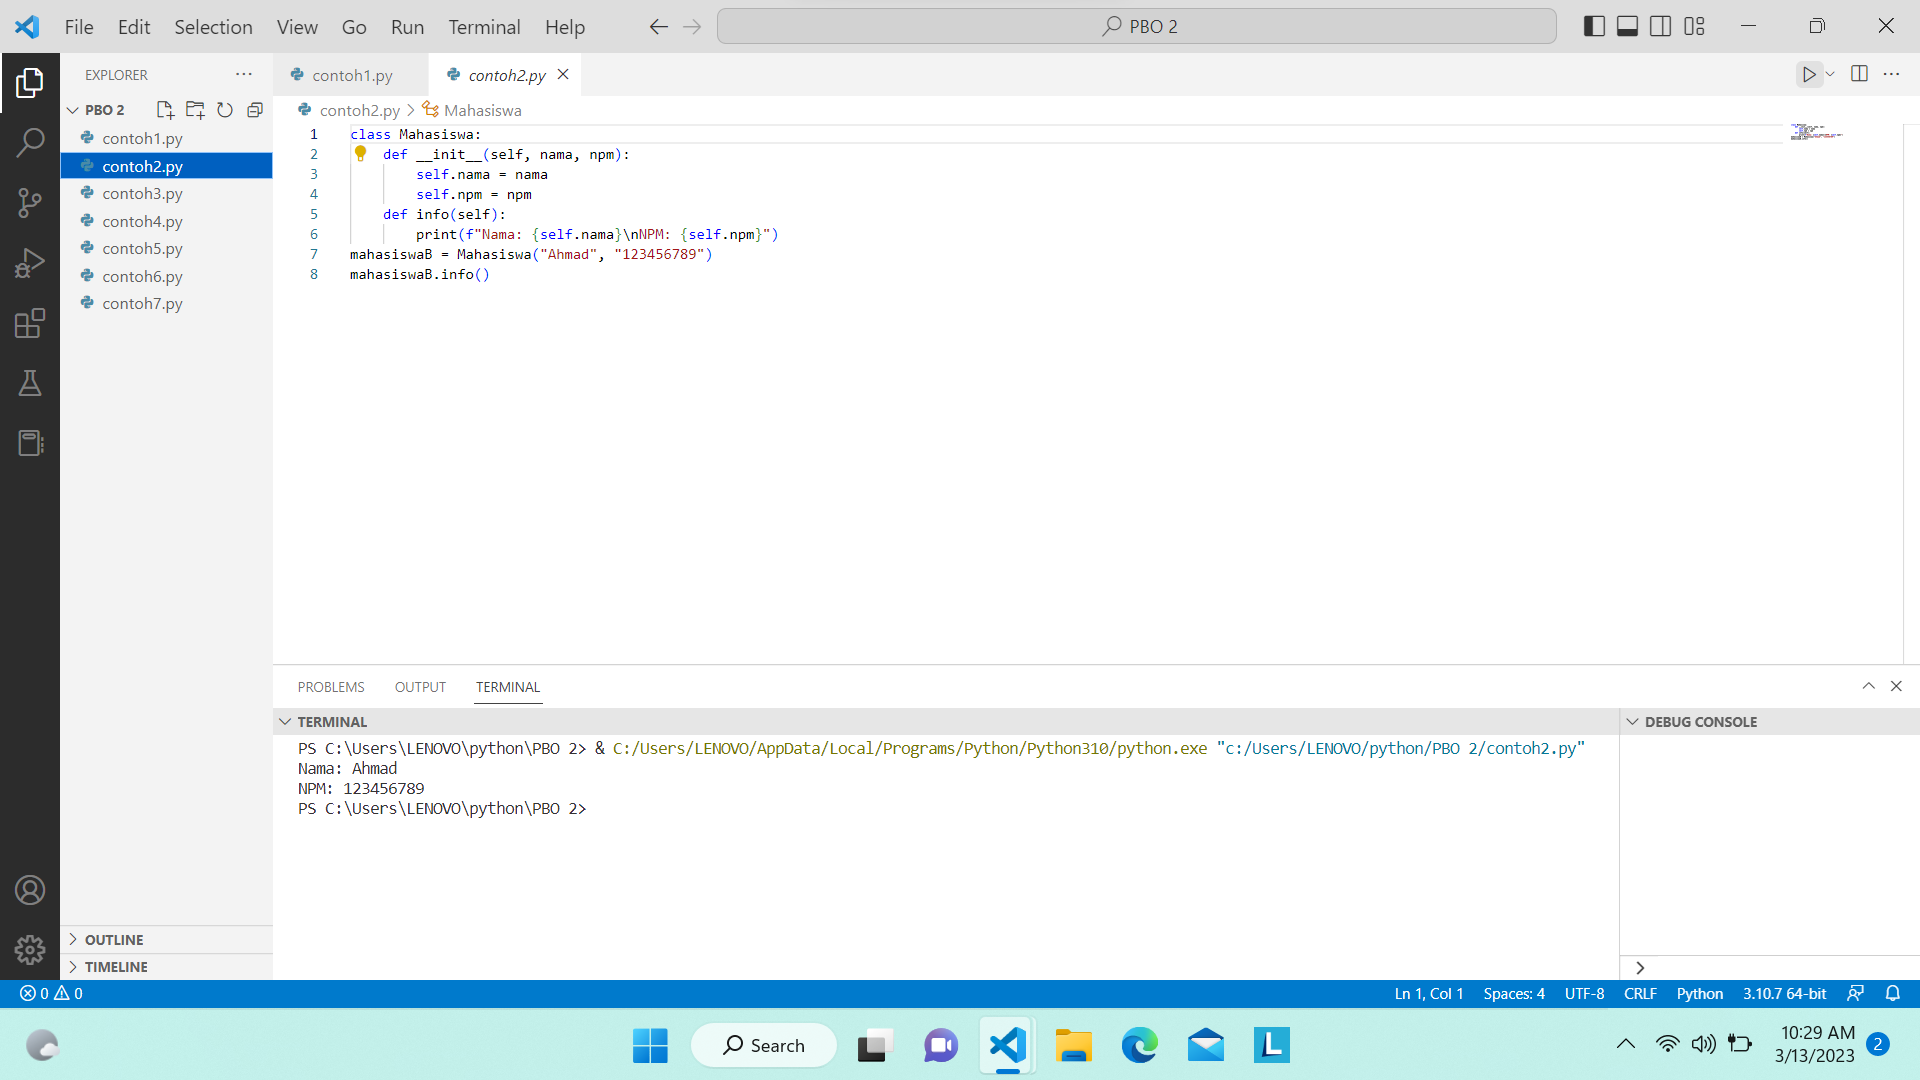 File Edit Selection View Go Run Terminal Help
PBO 2
EXPLORER
PBO 2
contoh1.py
contoh2.py
contoh3.py
contoh4.py
contoh5.py
contoh6.py
contoh7.py
OUTLINE
TIMELINE
contoh1.py
contoh2.py
contoh2.py > Mahasiswa
1 class Mahasiswa:
2     def __init__(self, nama, npm):
3         self.nama = nama
4         self.npm = npm
5     def info(self):
6         print(f"Nama: {self.nama}\nNPM: {self.npm}")
7 mahasiswaB = Mahasiswa("Ahmad", "123456789")
8 mahasiswaB.info()
PROBLEMS OUTPUT TERMINAL
TERMINAL
PS C:\Users\LENOVO\python\PBO 2> & C:/Users/LENOVO/AppData/Local/Programs/Python/Python310/python.exe "c:/Users/LENOVO/python/PBO 2/contoh2.py"
Nama: Ahmad
NPM: 123456789
PS C:\Users\LENOVO\python\PBO 2>
DEBUG CONSOLE
0 0
Ln 1, Col 1 Spaces: 4 UTF-8 CRLF Python 3.10.7 64-bit
Search
L
10:29 AM
3/13/2023
2